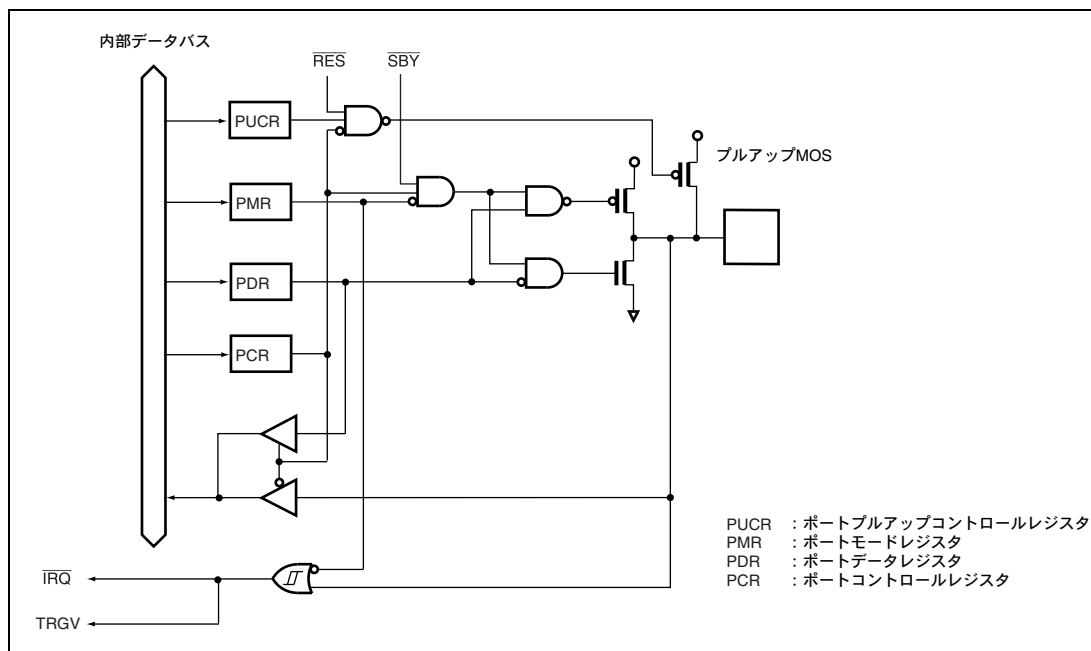 内部データバス
RES
SBY
PUCR
プルアップMOS
PMR
PDR
PCR
PUCR :ポートプルアップコントロールレジスタ
PMR :ポートモードレジスタ
PDR :ポートデータレジスタ
PCR :ポートコントロールレジスタ
IRQ
TRGV